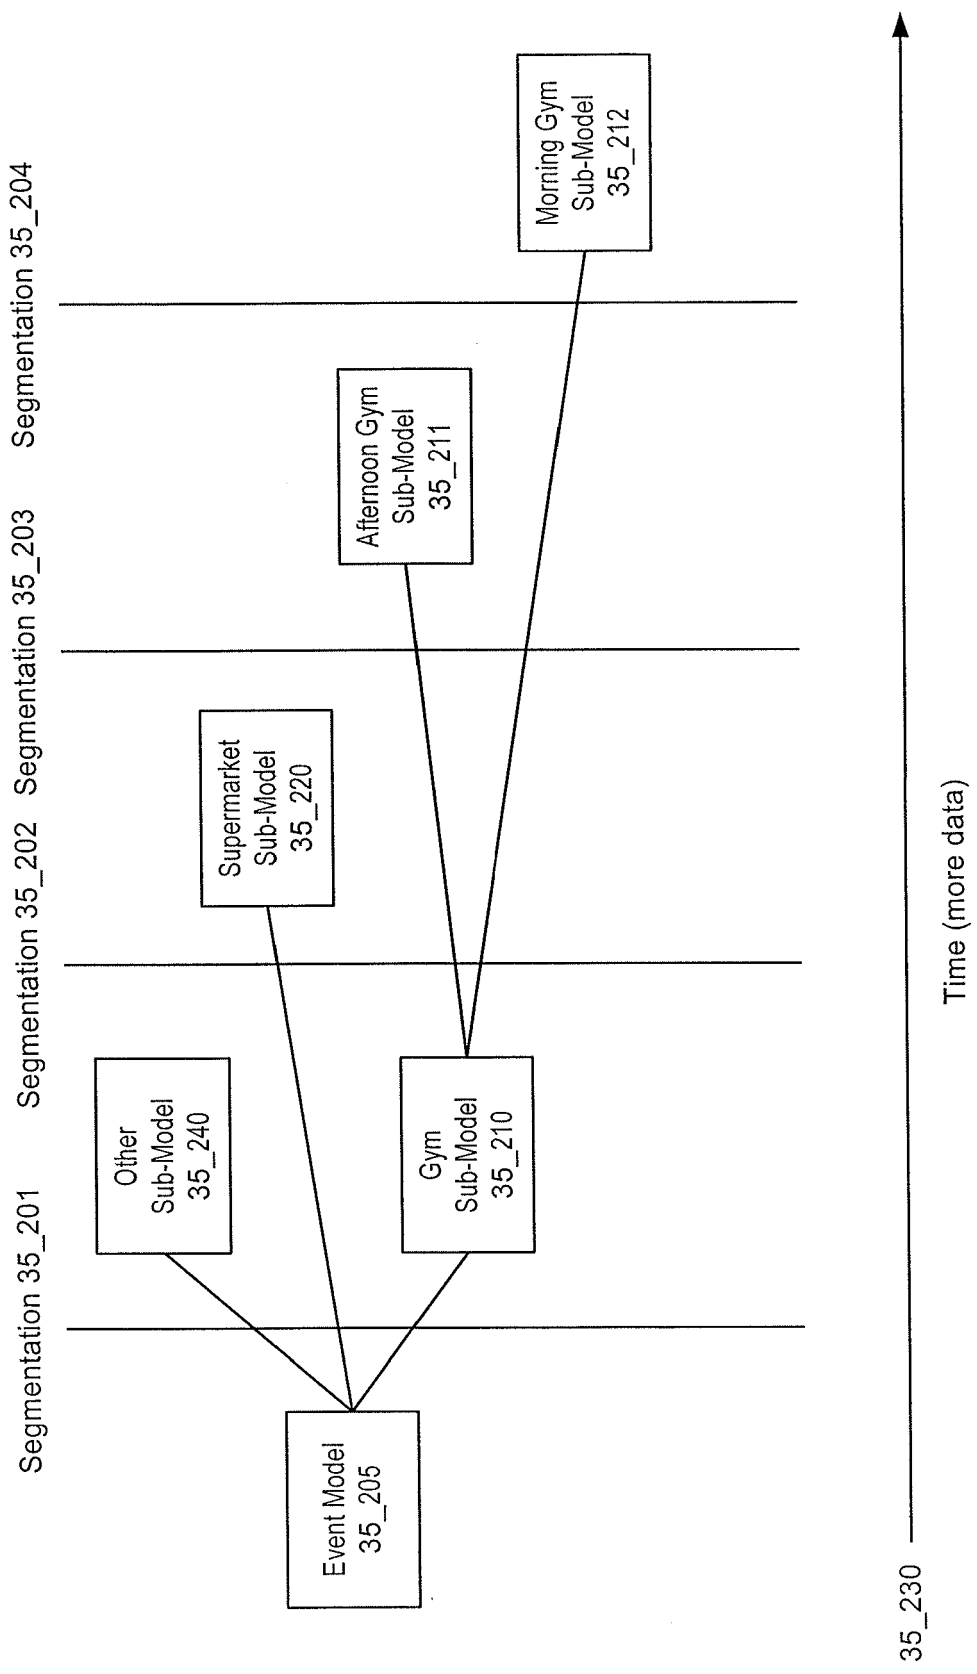 Segmentation 35_201
Segmentation 35_202
Segmentation 35_203
Segmentation 35_204
Other
Sub-Model
35_240
Supermarket
Sub-Model
35_220
Event Model
35_205
Afternoon Gym
Sub-Model
35_211
Gym
Sub-Model
35_210
Morning Gym
Sub-Model
35_212
35_230
Time (more data)